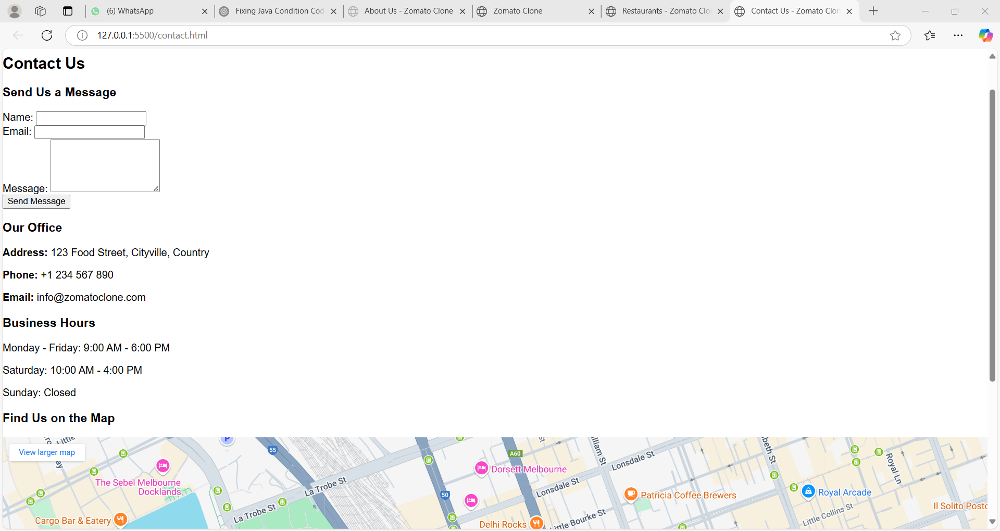 (6) WhatsApp
Fixing Java Condition Cod
About Us - Zomato Clone
Zomato Clone
Restaurants - Zomato Clo
Contact Us - Zomato Clon
127.0.0.1:5500/contact.html
Contact Us
Send Us a Message
Name:
Email:
Message:
Send Message
Our Office
Address: 123 Food Street, Cityville, Country
Phone: +1 234 567 890
Email: info@zomatoclone.com
Business Hours
Monday - Friday: 9:00 AM - 6:00 PM
Saturday: 10:00 AM - 4:00 PM
Sunday: Closed
Find Us on the Map
View larger map
Little
55
P
A60
lliam St
Lonsdale St
beth St
Royal Ln
The Sebel Melbourne
Docklands
Dorsett Melbourne
La Trobe St
50
Lonsdale St
Patricia Coffee Brewers
Royal Arcade
Il Solito Posto
La Trobe St
Cargo Bar & Eatery
Delhi Rocks
ittle Bourke St
Little Collins St